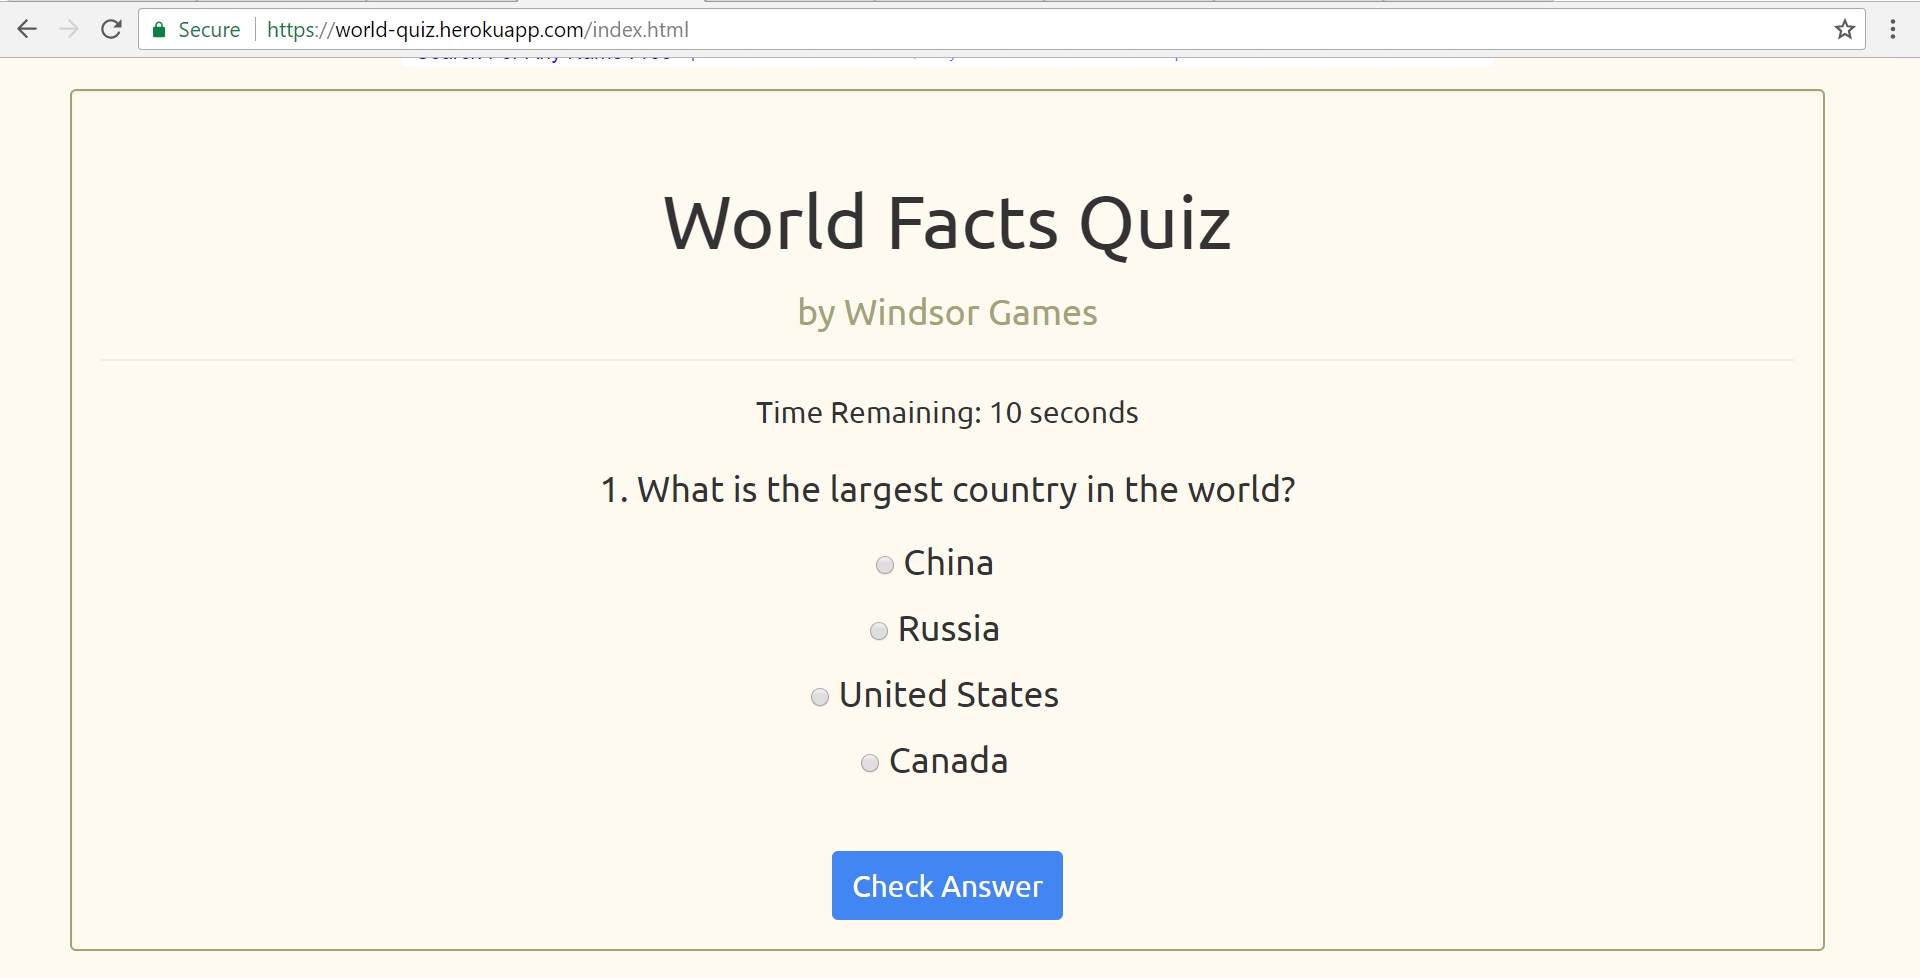 Secure https://world-quiz.herokuapp.com/index.html
World Facts Quiz
by Windsor Games
Time Remaining: 10 seconds
1. What is the largest country in the world?
China
Russia
United States
Canada
Check Answer